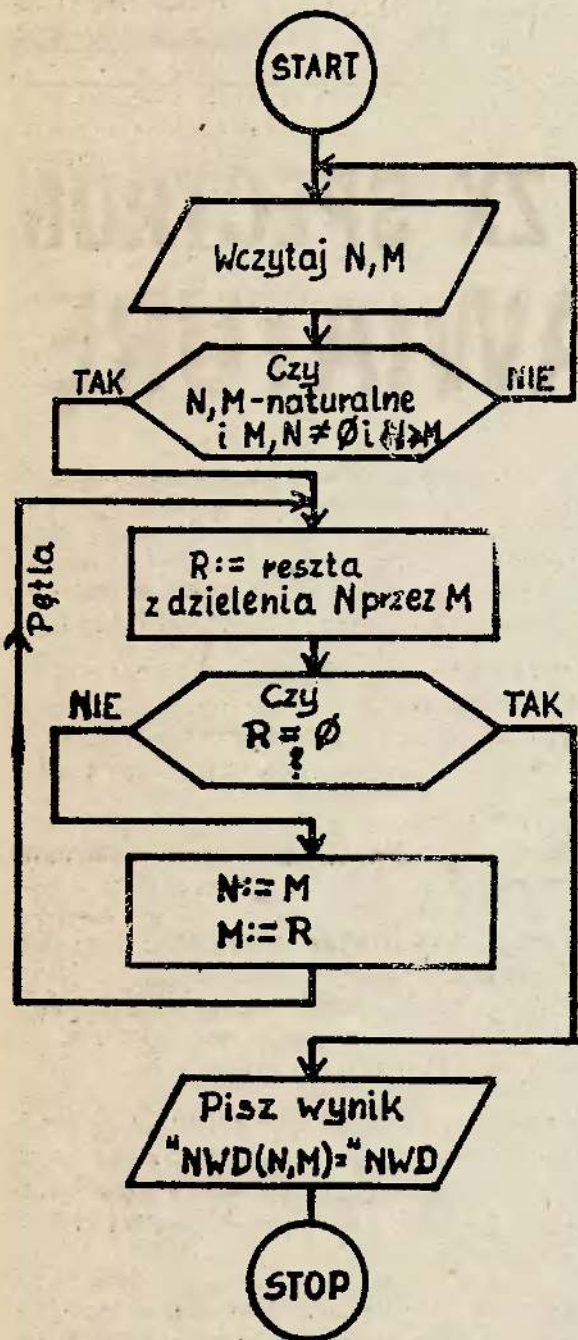 START
Wczytaj N,M
TAK
Czy
NIE
N,M-naturalne
i M,N ≠ Ø i N>M
Pętla
R:= reszta
z dzielenia N przez M
NIE
Czy
TAK
R = Ø
?
N:= M
M:= R
Pisz wynik
"NWD(N,M)=" NWD
STOP